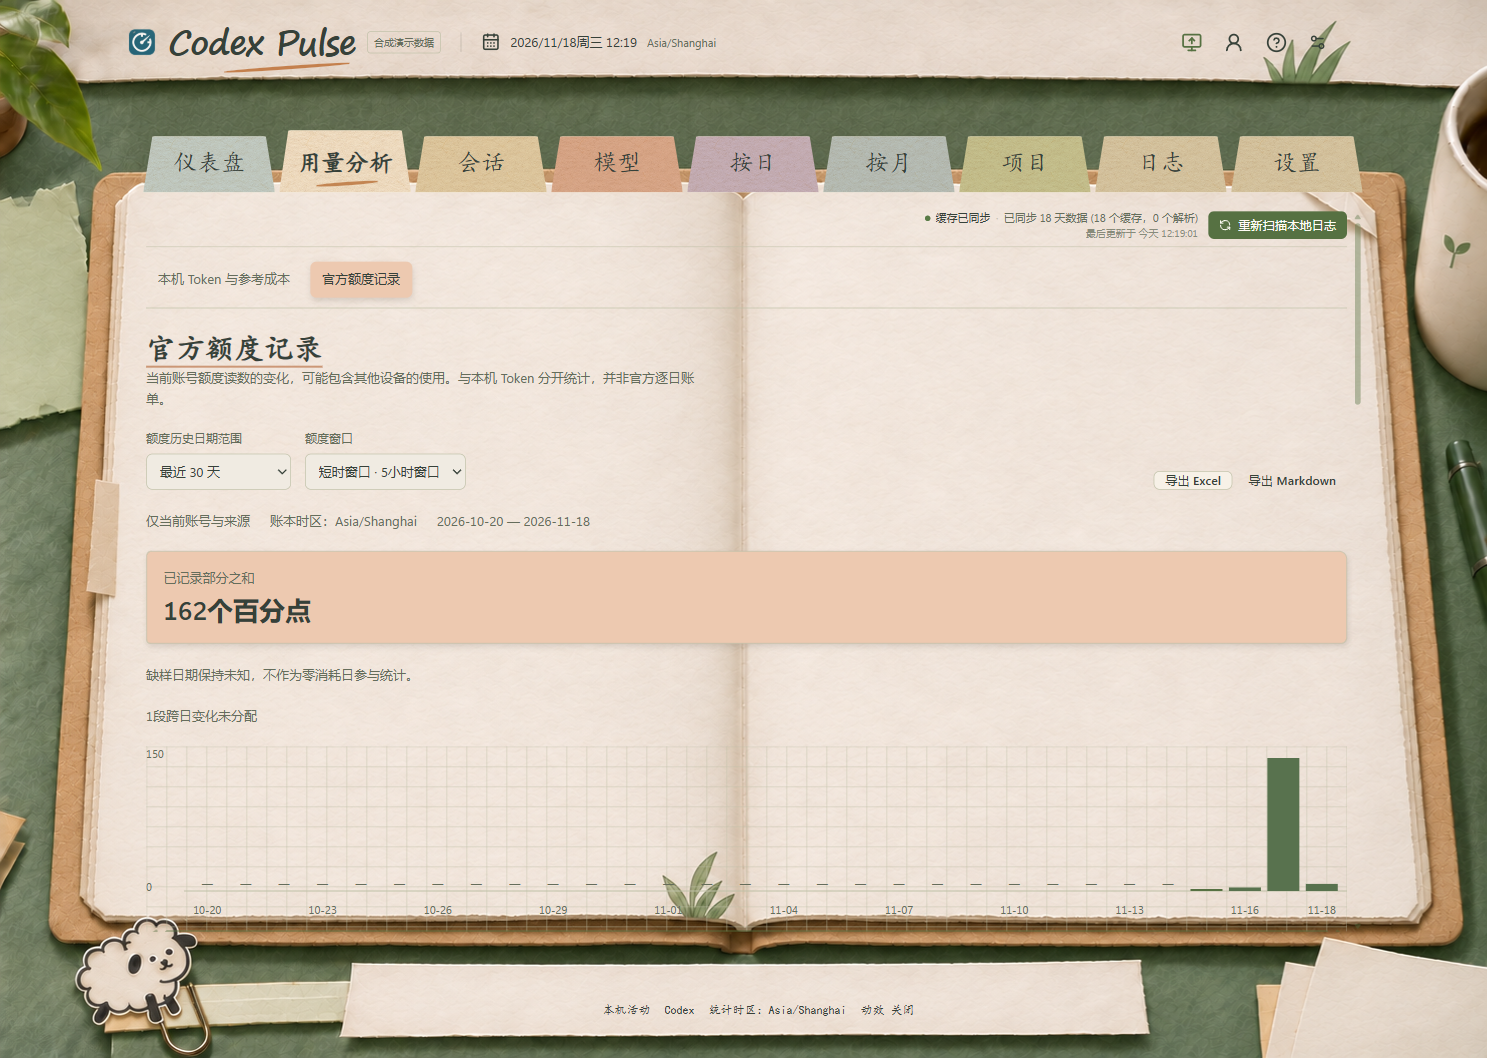 Codex Pulse 合成演示数据 2026/11/18周三 12:19 Asia/Shanghai
仪表盘 用量分析 会话 模型 按日 按月 项目 日志 设置
缓存已同步 · 已同步 18 天数据 (18 个缓存，0 个解析)
最后更新于 今天 12:19:01
重新扫描本地日志
本机 Token 与参考成本 官方额度记录
官方额度记录
当前账号额度读数的变化，可能包含其他设备的使用。与本机 Token 分开统计，并非官方逐日账
单。
额度历史日期范围 额度窗口
最近 30 天 短时窗口 · 5小时窗口 导出 Excel 导出 Markdown
仅当前账号与来源 账本时区：Asia/Shanghai 2026-10-20 — 2026-11-18
已记录部分之和
162个百分点
缺样日期保持未知，不作为零消耗日参与统计。
1段跨日变化未分配
150
0
10-20 10-23 10-26 10-29 11-01 11-04 11-07 11-10 11-13 11-16 11-18
本机活动 Codex 统计时区：Asia/Shanghai 动效 关闭